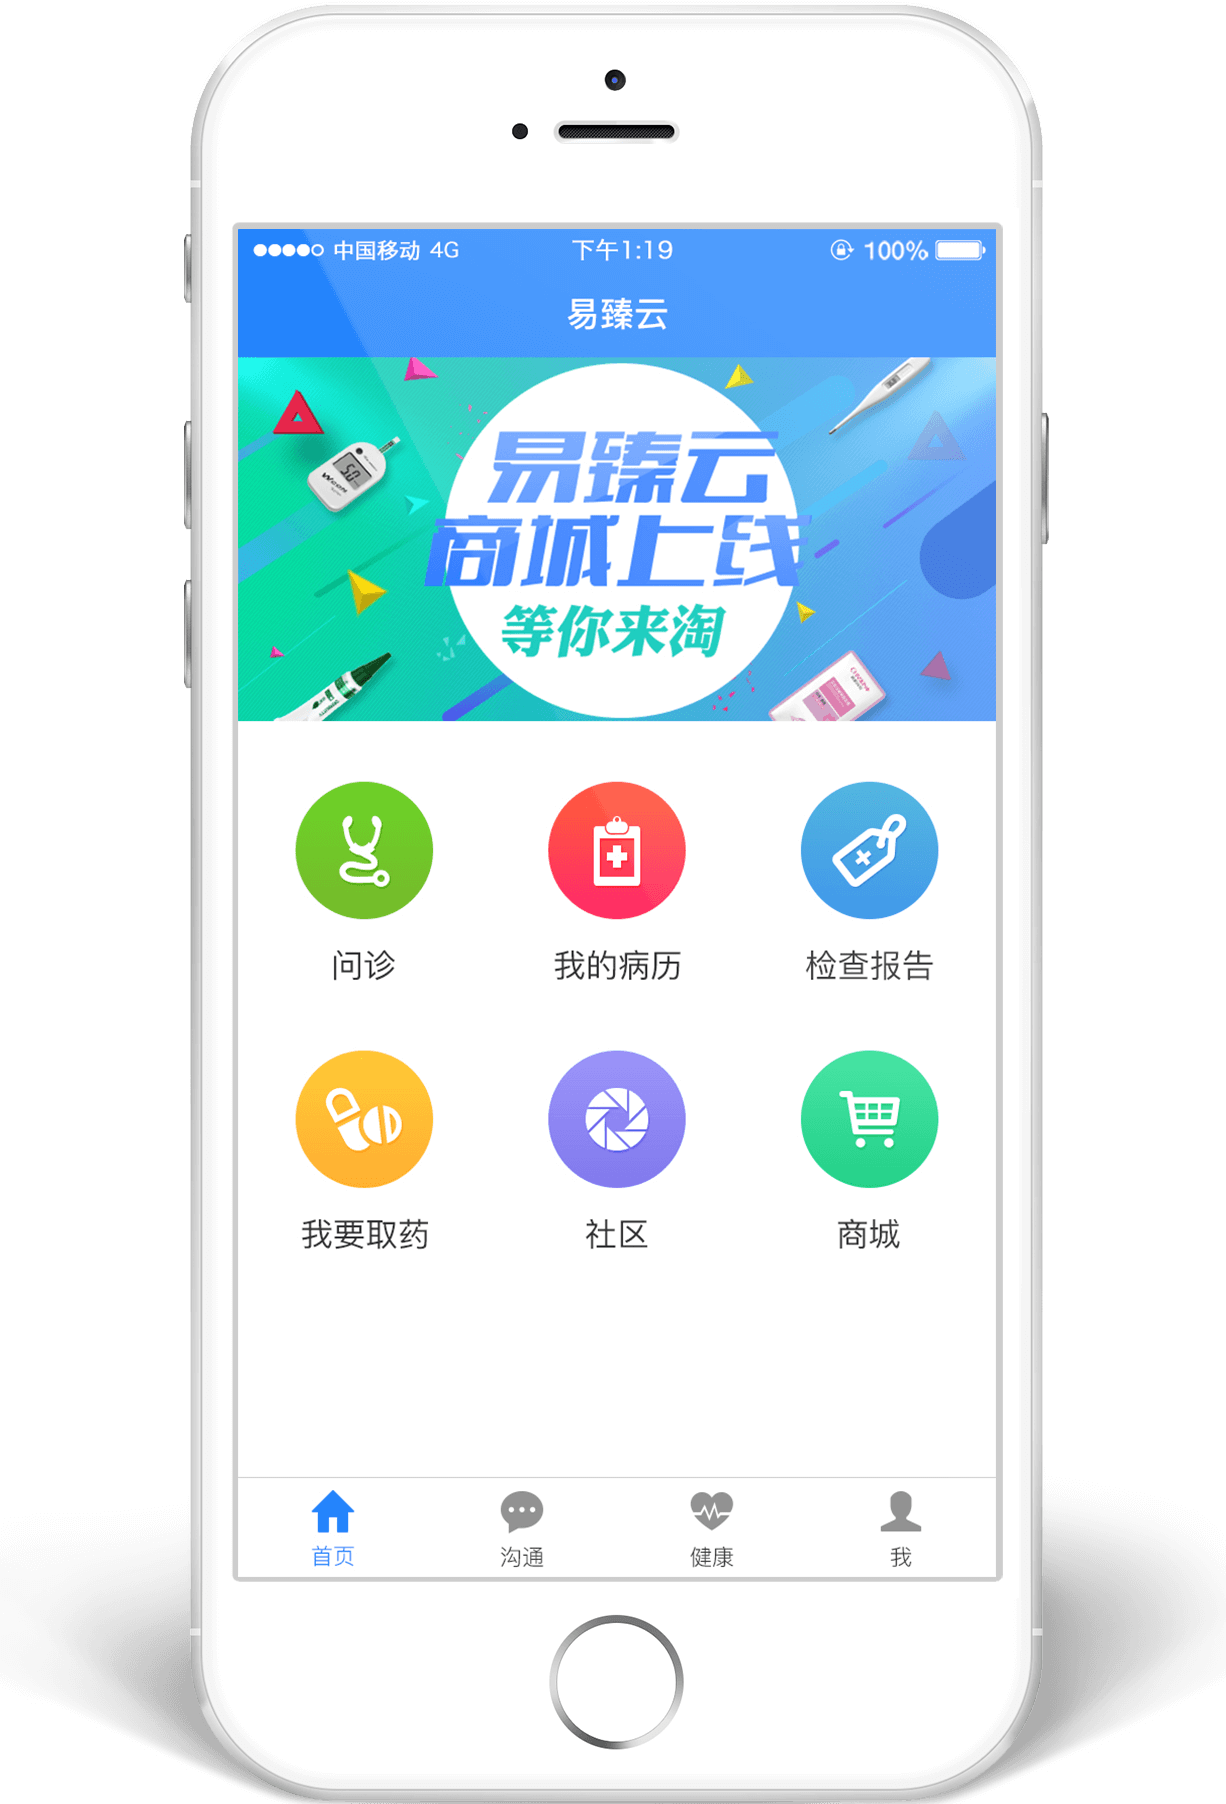 中国移动 4G 下午1:19 100%
易臻云
易臻云
商城上线
等你来淘
5.0
问诊 我的病历 检查报告
我要取药 社区 商城
首页 沟通 健康 我